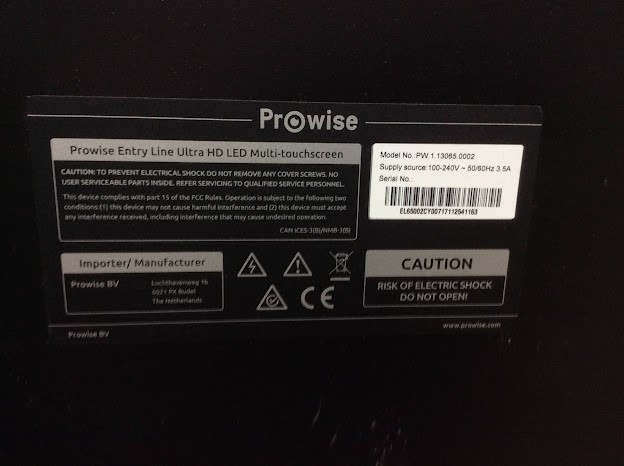 Prowise
Prowise Entry Line Ultra HD LED Multi-touchscreen
CAUTION: TO PREVENT ELECTRICAL SHOCK DO NOT REMOVE ANY COVER SCREWS. NO
USER SERVICEABLE PARTS INSIDE. REFER SERVICING TO QUALIFIED SERVICE PERSONNEL.
This device complies with part 15 of the FCC Rules. Operation is subject to the following two
conditions:(1) this device may not cause harmful interference and (2) this device must accept
any interference received, including interference that may cause undesired operation.
CAN ICES-3(B)/NMB-3(B)
Model No.:PW.1.13065.0002
Supply source:100-240V ~ 50/60Hz 3.5A
Serial No.:
EL65002CY00717112541163
Importer/ Manufacturer
Prowise BV
Luchthavenweg 1b
6021 PX Budel
The Netherlands
CE
CAUTION
RISK OF ELECTRIC SHOCK
DO NOT OPEN!
Prowise BV
www.prowise.com